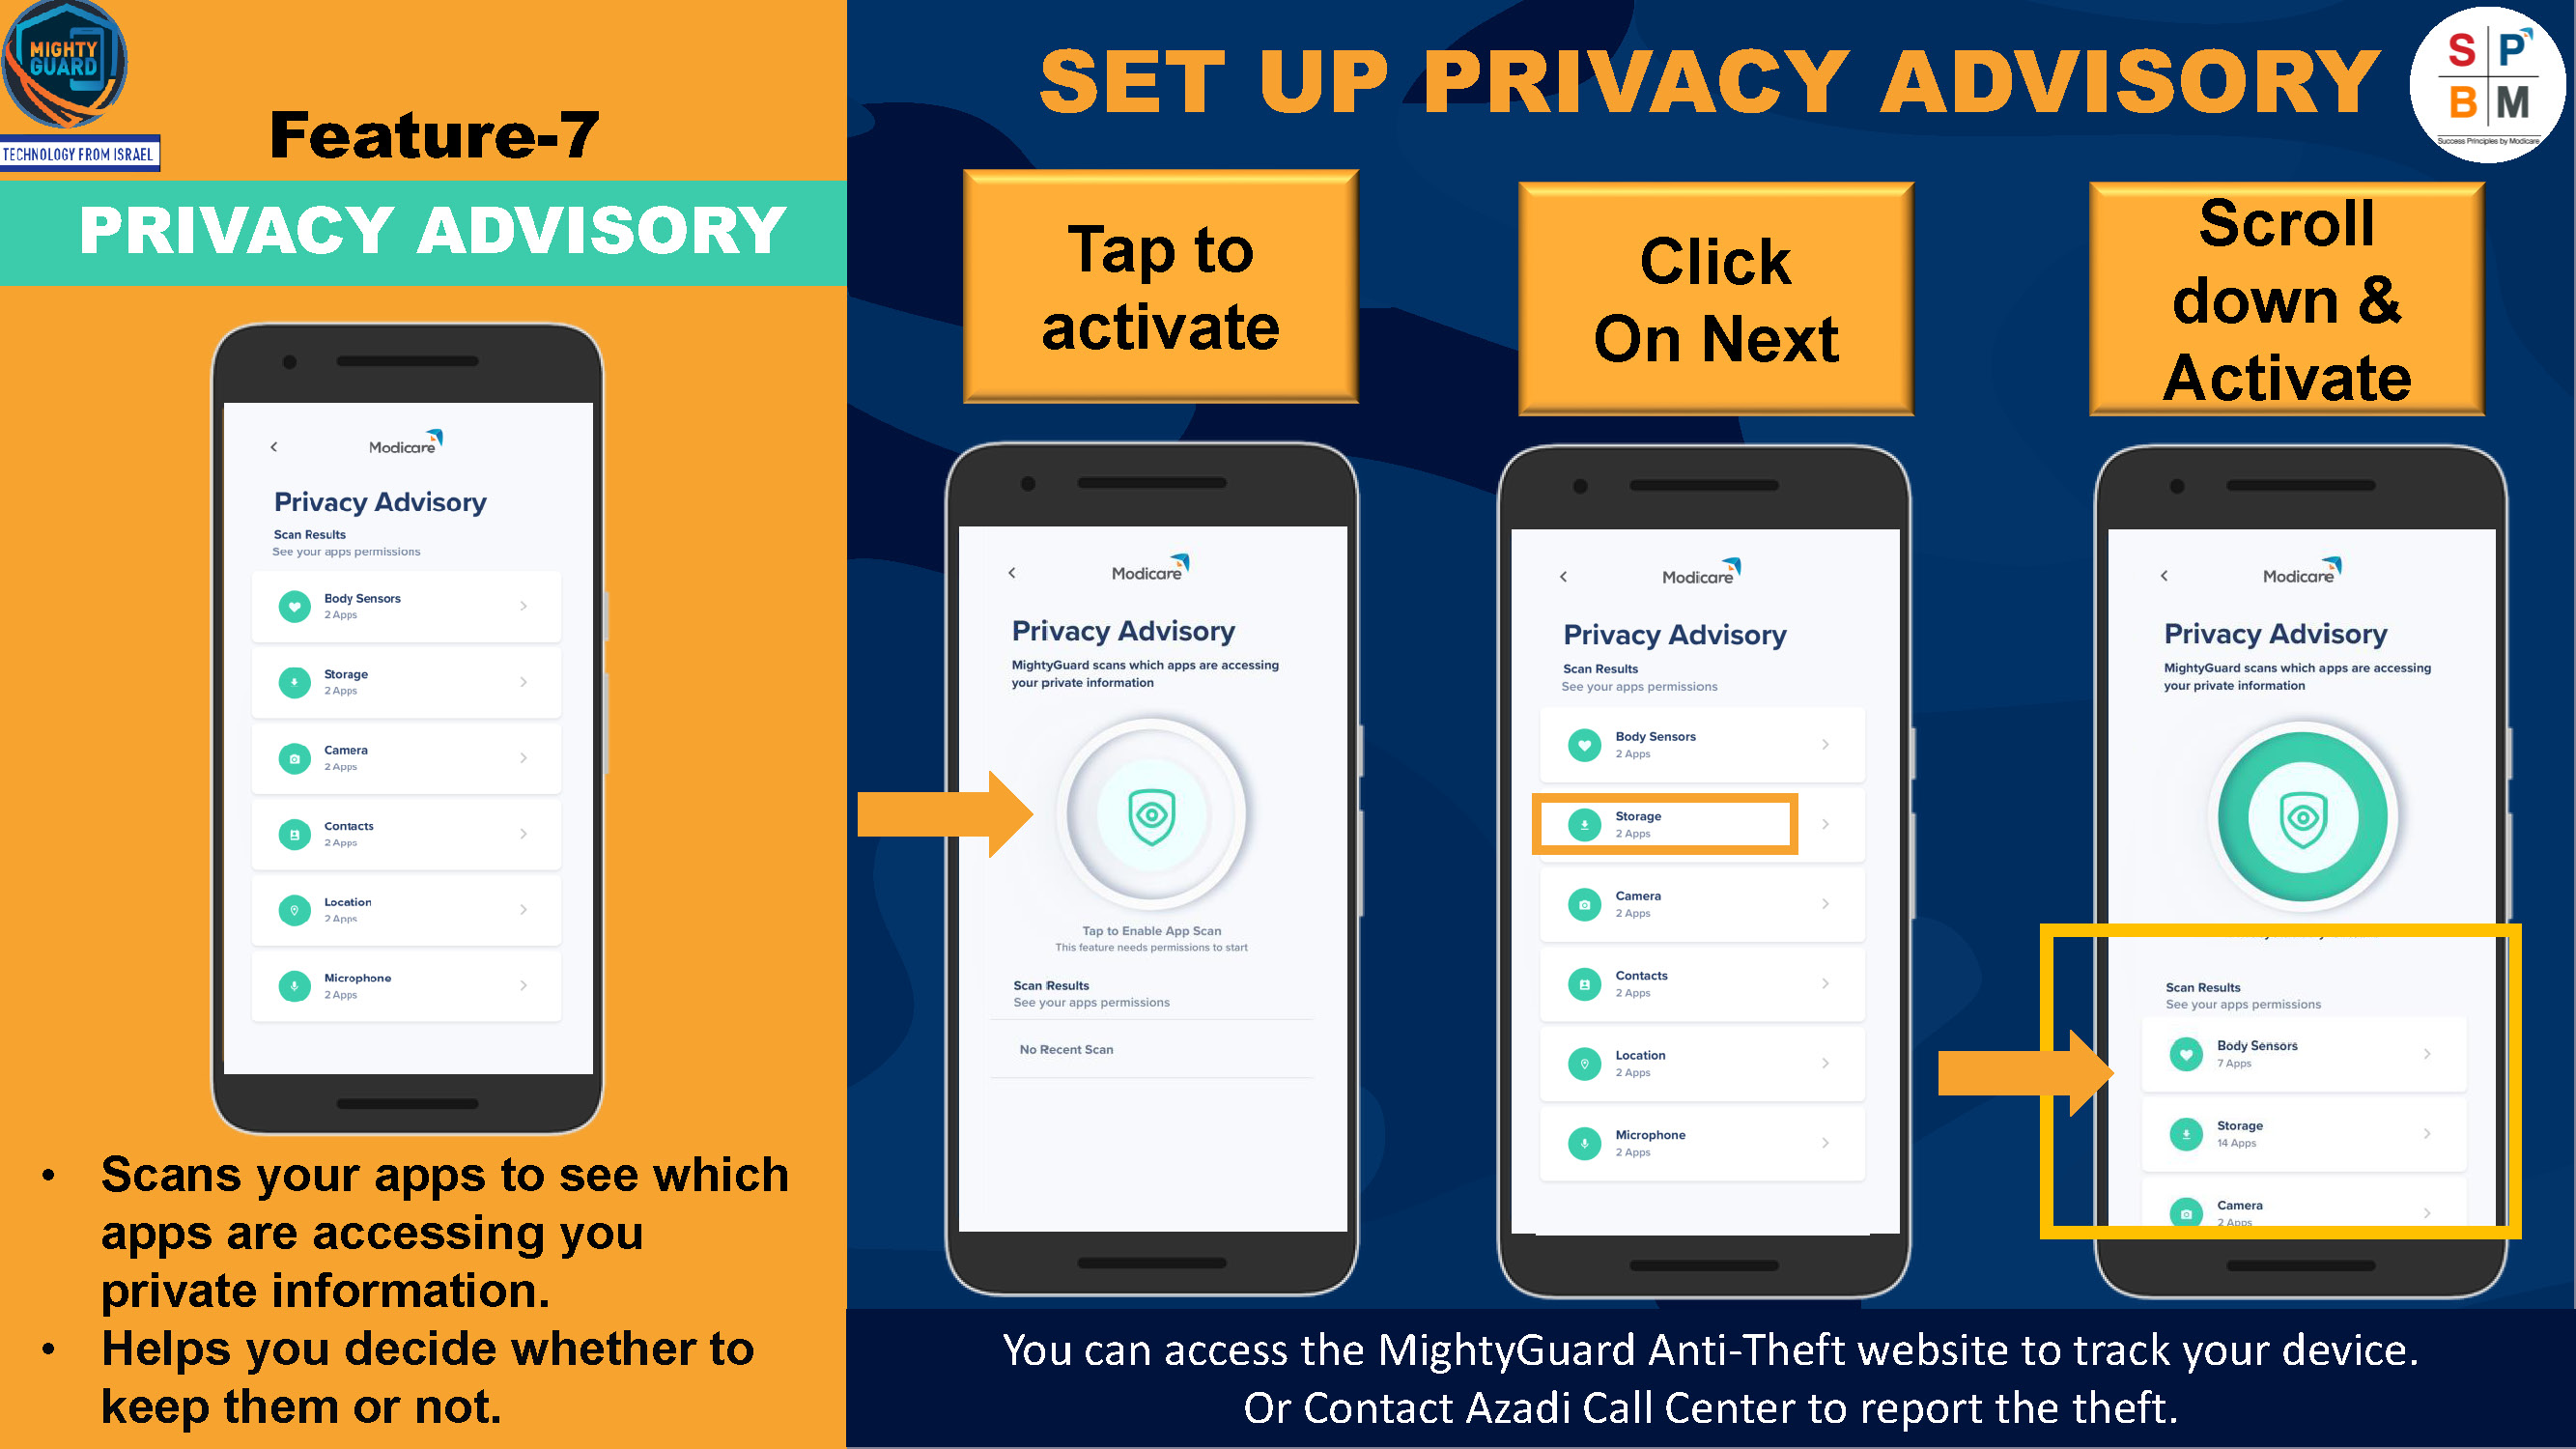 MIGHTY
GUARD
TECHNOLOGY FROM ISRAEL
Feature-7
PRIVACY ADVISORY
Modicare
Privacy Advisory
Scan Results
See your apps permissions
Body Sensors
2 Apps
Storage
2 Apps
Camera
2 Apps
Contacts
2 Apps
Location
2 Apps
Microphone
2 Apps
• Scans your apps to see which
apps are accessing you
private information.
• Helps you decide whether to
keep them or not.
SET UP PRIVACY ADVISORY
S P
B M
Success Principles by Modicare
Tap to
activate
Modicare
Privacy Advisory
MightyGuard scans which apps are accessing
your private information
Tap to Enable App Scan
This feature needs permissions to start
Scan Results
See your apps permissions
No Recent Scan
Click
On Next
Modicare
Privacy Advisory
Scan Results
See your apps permissions
Body Sensors
2 Apps
Storage
2 Apps
Camera
2 Apps
Contacts
2 Apps
Location
2 Apps
Microphone
2 Apps
Scroll
down &
Activate
Modicare
Privacy Advisory
MightyGuard scans which apps are accessing
your private information
Scan Results
See your apps permissions
Body Sensors
7 Apps
Storage
14 Apps
Camera
2 Apps
You can access the MightyGuard Anti-Theft website to track your device.
Or Contact Azadi Call Center to report the theft.